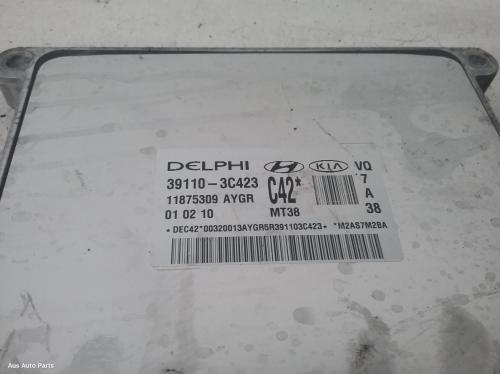 DELPHI KIA VQ
39110-3C423 C42* 7
11875309 AYGR A
01 02 10 MT38 38
*DEC42*00320013AYGR5R391103C423* *M2AS7M2BA
Aus Auto Parts